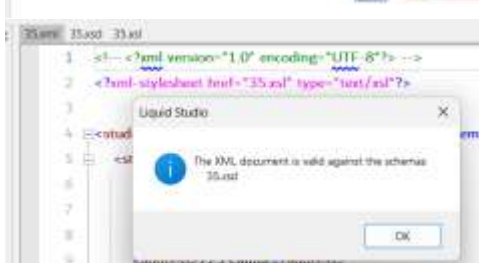 35.xml 35.xsd 35.xsl
1 <!-- <?xml version="1.0" encoding="UTF-8"?> -->
2 <?xml-stylesheet href="35.xsl" type="text/xsl"?>
3
4 <stud
5 <st
6
7
8
9
Liquid Studio
The XML document is valid against the schemas
35.xsd
OK